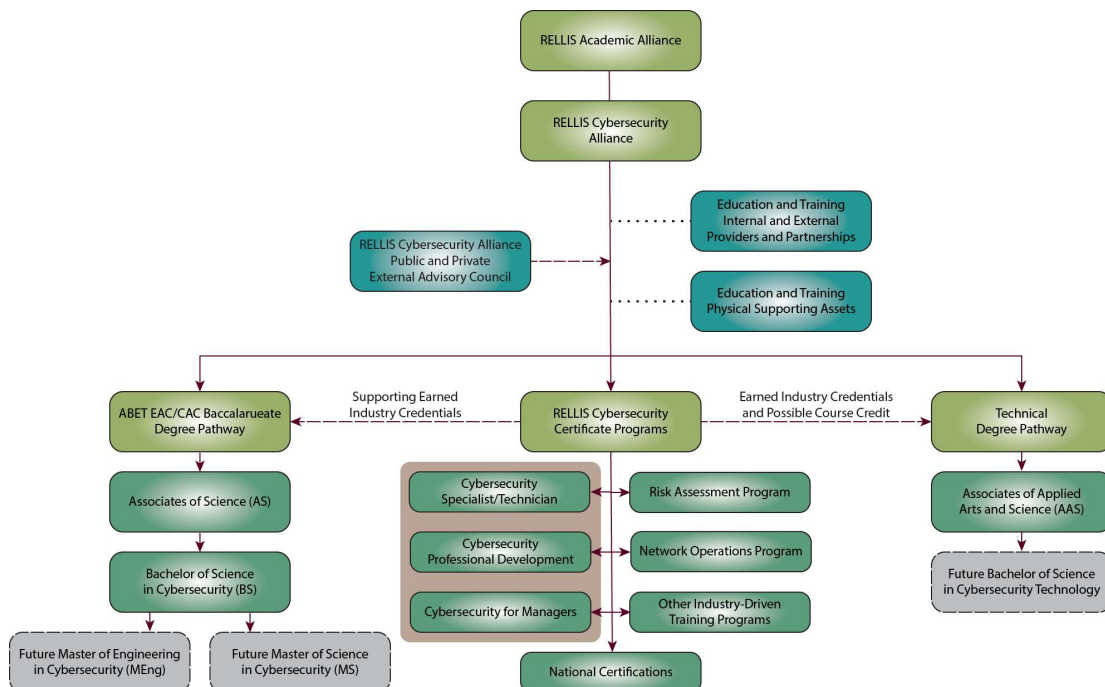 RELLIS Academic Alliance
RELLIS Cybersecurity
Alliance
Education and Training
Internal and External
Providers and Partnerships
RELLIS Cybersecurity Alliance
Public and Private
External Advisory Council
Education and Training
Physical Supporting Assets
ABET EAC/CAC Baccalarueate
Degree Pathway
Supporting Earned
Industry Credentials
RELLIS Cybersecurity
Certificate Programs
Earned Industry Credentials
and Possible Course Credit
Technical
Degree Pathway
Associates of Science (AS)
Cybersecurity
Specialist/Technician
Risk Assessment Program
Associates of Applied
Arts and Science (AAS)
Bachelor of Science
in Cybersecurity (BS)
Cybersecurity
Professional Development
Network Operations Program
Future Bachelor of Science
in Cybersecurity Technology
Future Master of Engineering
in Cybersecurity (MEng)
Future Master of Science
in Cybersecurity (MS)
Cybersecurity for Managers
Other Industry-Driven
Training Programs
National Certifications